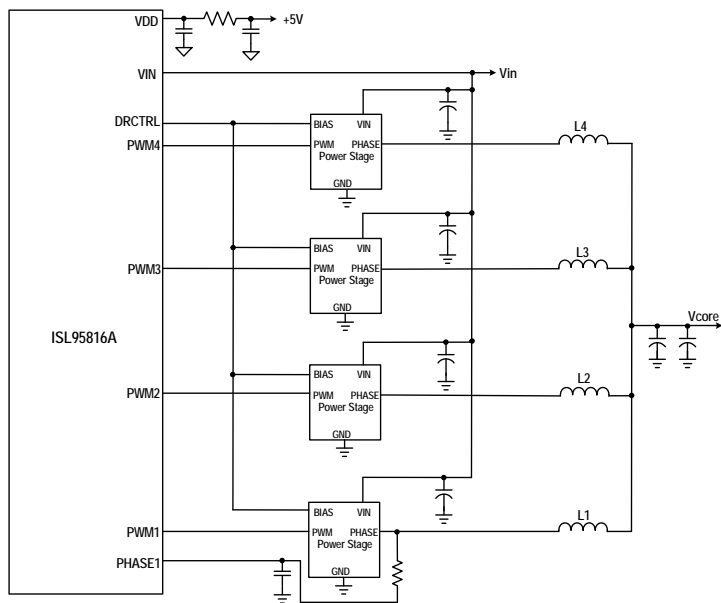 VDD
+5V
VIN
Vin
DRCTRL
BIAS
VIN
L4
PWM4
PWM
PHASE
Power Stage
GND
BIAS
VIN
L3
PWM3
PWM
PHASE
Power Stage
GND
Vcore
ISL95816A
BIAS
VIN
L2
PWM2
PWM
PHASE
Power Stage
GND
BIAS
VIN
L1
PWM1
PWM
PHASE
Power Stage
PHASE1
GND